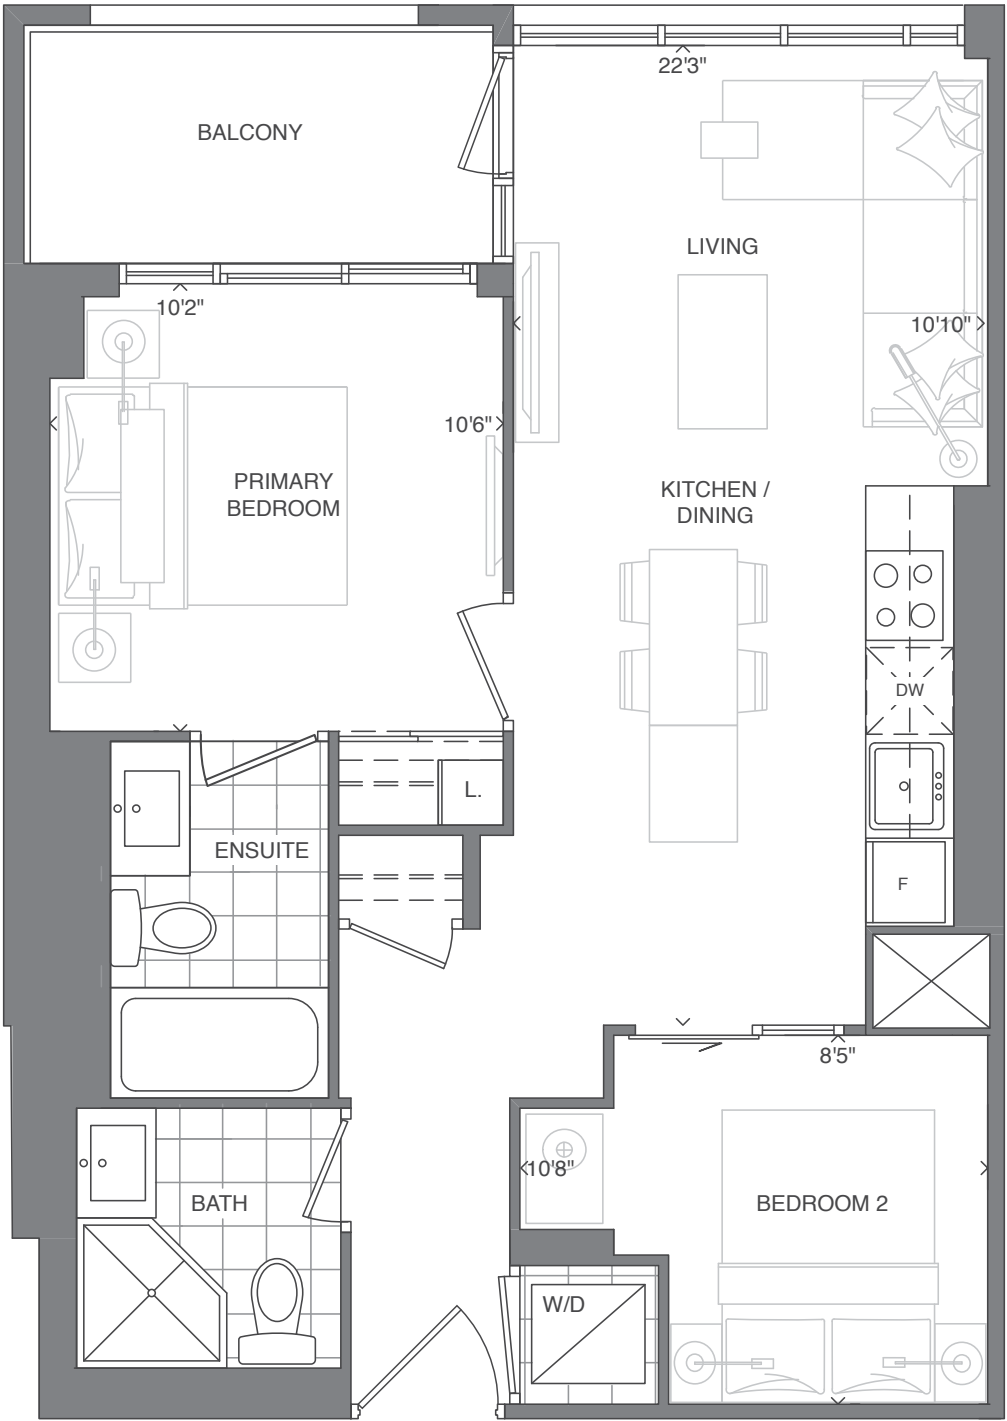 22'3"
BALCONY
LIVING
10'2"
10'10"
10'6"
PRIMARY
BEDROOM
KITCHEN /
DINING
DW
L.
ENSUITE
F
8'5"
10'8"
BATH
BEDROOM 2
W/D